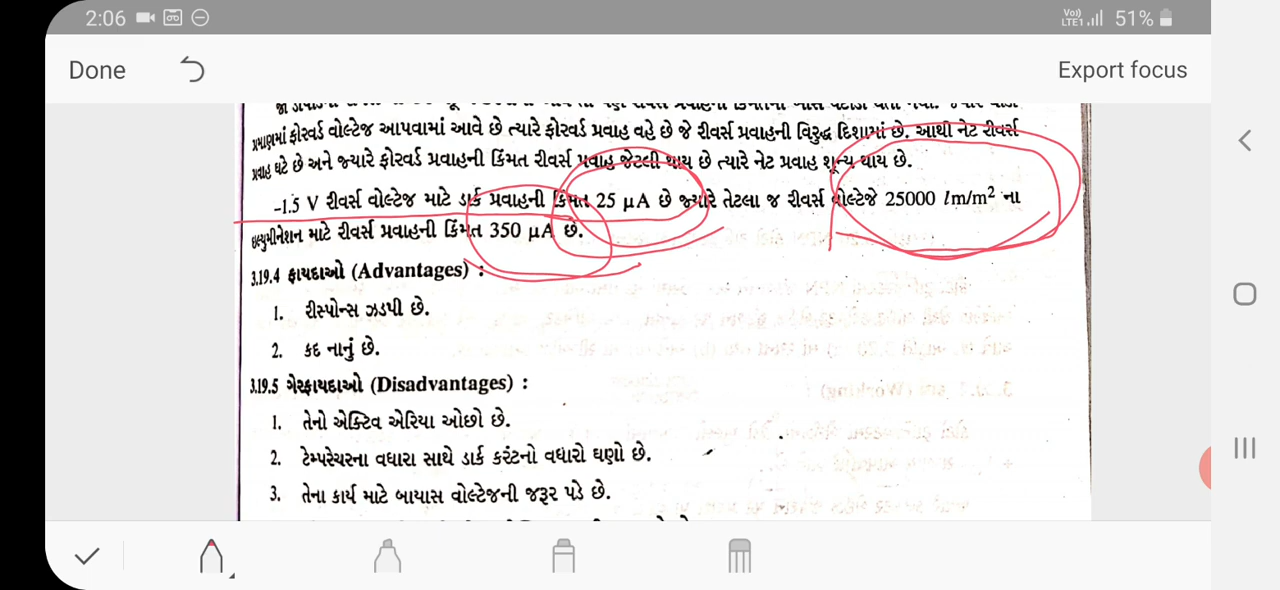 2:06
Vo)) LTE1 51%
Done
Export focus
પ્રમાણમાં ફોરવર્ડ વોલ્ટેજ આપવામાં આવે છે ત્યારે ફોરવર્ડ પ્રવાહ વહે છે જે રીવર્સ પ્રવાહની વિરુદ્ધ દિશામાં છે. આથી નેટ રીવર્સ
પ્રવાહ ઘટે છે અને જ્યારે ફોરવર્ડ પ્રવાહની કિંમત રીવર્સ પ્રવાહ જેટલી થાય છે ત્યારે નેટ પ્રવાહ શૂન્ય થાય છે.
–1.5 V રીવર્સ વોલ્ટેજ માટે ડાર્ક પ્રવાહની કિંમત 25 µA છે જ્યારે તેટલા જ રીવર્સ વોલ્ટેજે 25000 lm/m² ના
ઇલ્યુમીનેશન માટે રીવર્સ પ્રવાહની કિંમત 350 µA છે.
3.19.4 ફાયદાઓ (Advantages) :
1. રીસ્પોન્સ ઝડપી છે.
2. કદ નાનું છે.
3.19.5 ગેરફાયદાઓ (Disadvantages) :
1. તેનો એક્ટિવ એરિયા ઓછો છે.
2. ટેમ્પરેચરના વધારા સાથે ડાર્ક કરંટનો વધારો ઘણો છે.
3. તેના કાર્ય માટે બાયાસ વોલ્ટેજની જરૂર પડે છે.